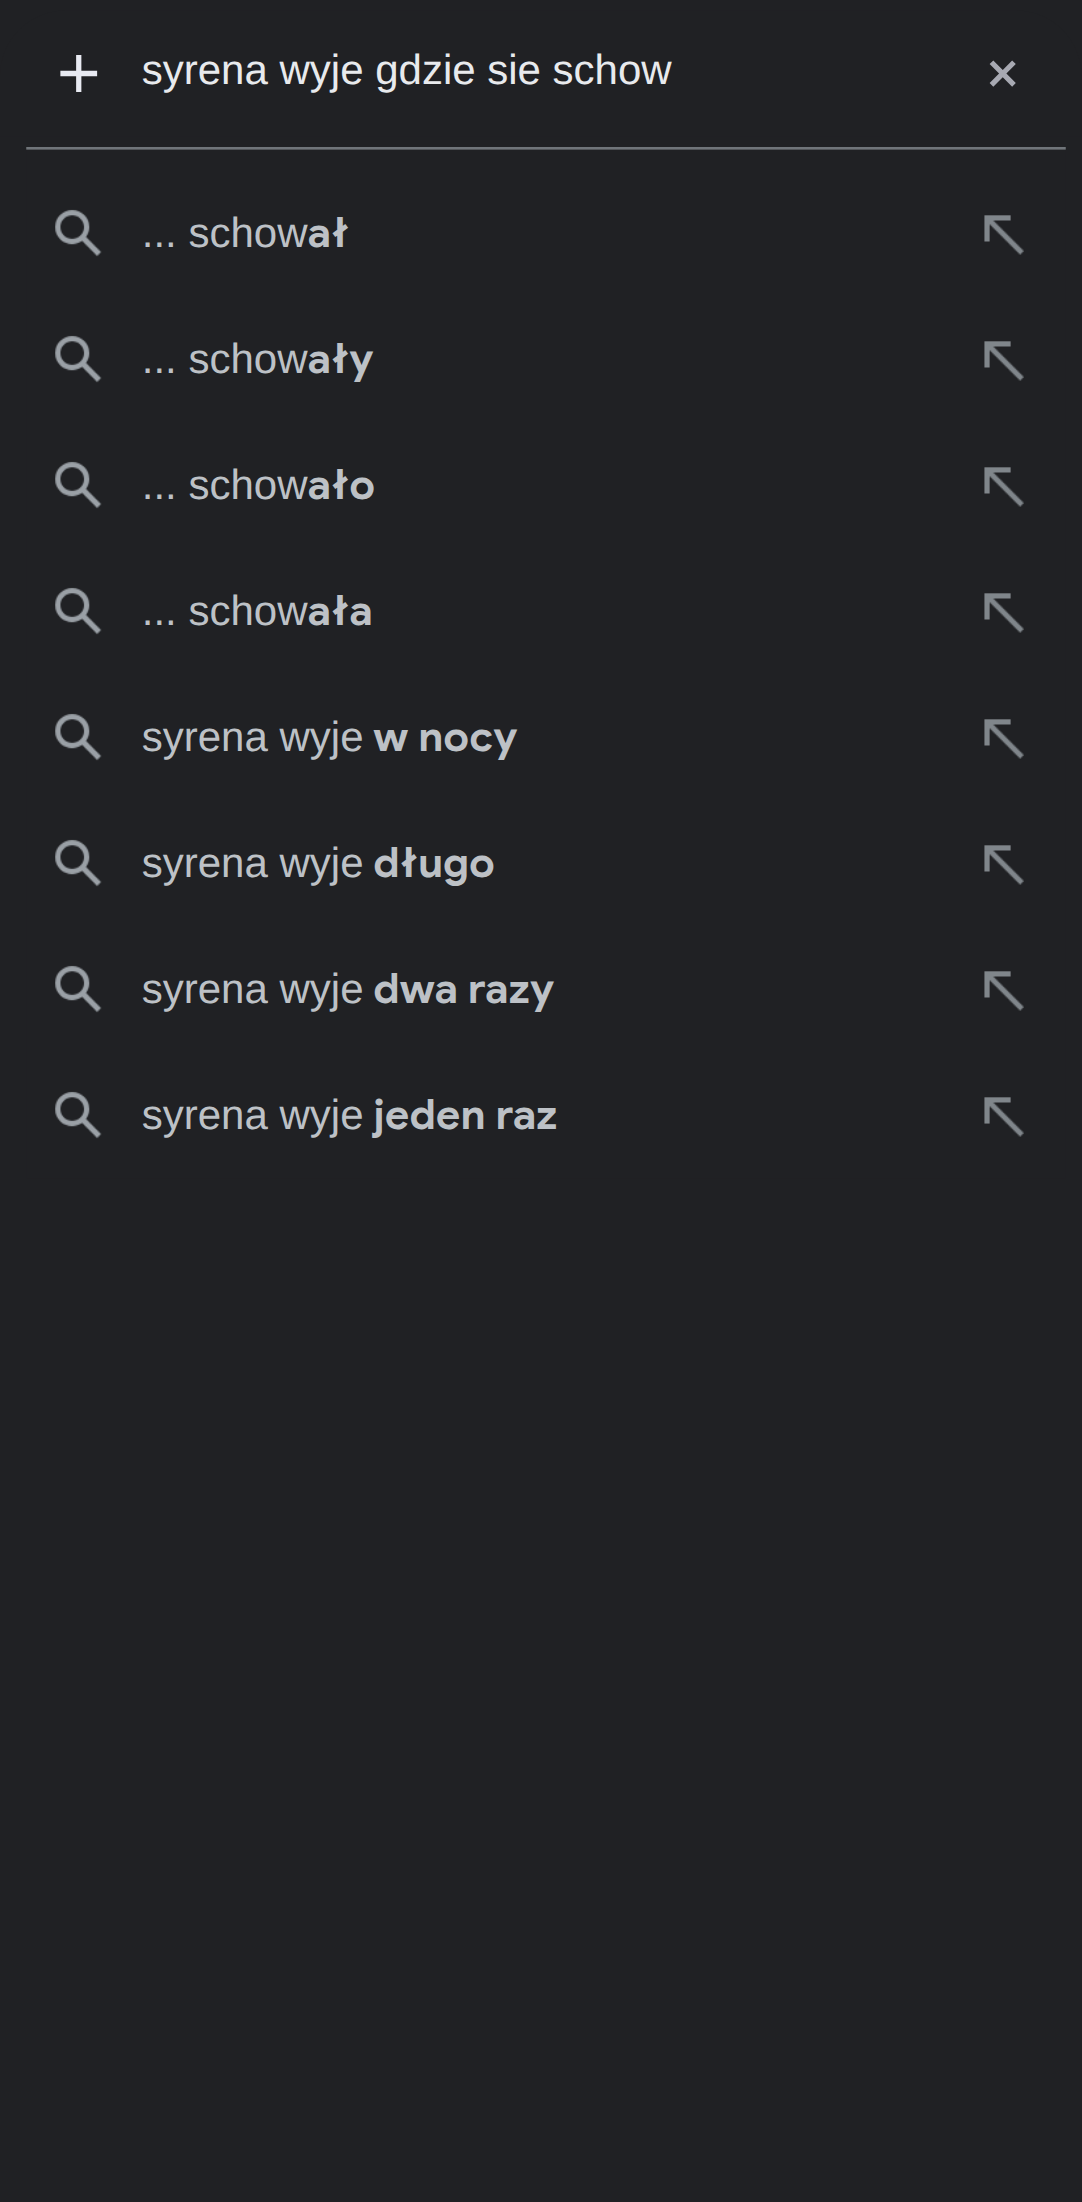 syrena wyje gdzie sie schow
... schował
... schowały
... schowało
... schowała
syrena wyje w nocy
syrena wyje długo
syrena wyje dwa razy
syrena wyje jeden raz